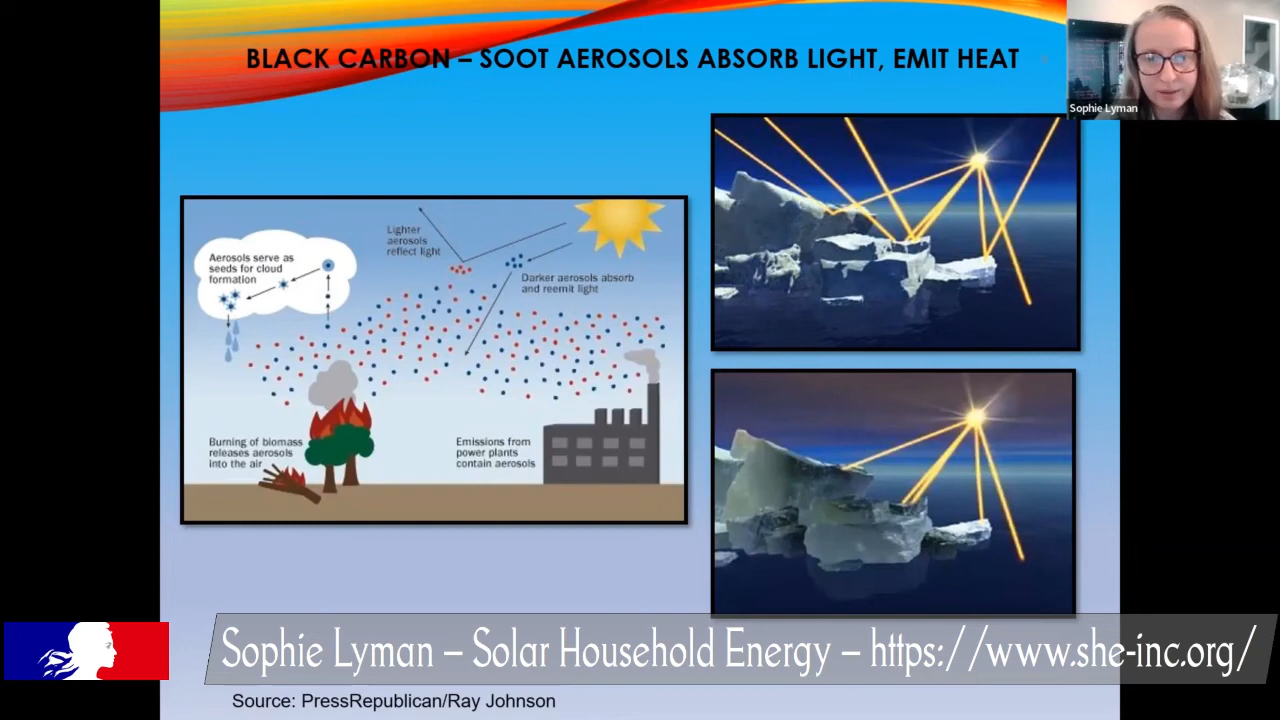 BLACK CARBON – SOOT AEROSOLS ABSORB LIGHT, EMIT HEAT
Sophie Lyman
Aerosols serve as
seeds for cloud
formation
Lighter
aerosols
reflect light
Darker aerosols absorb
and reemit light
Burning of biomass
releases aerosols
into the air
Emissions from
power plants
contain aerosols
Sophie Lyman – Solar Household Energy – https://www.she-inc.org/
Source: PressRepublican/Ray Johnson